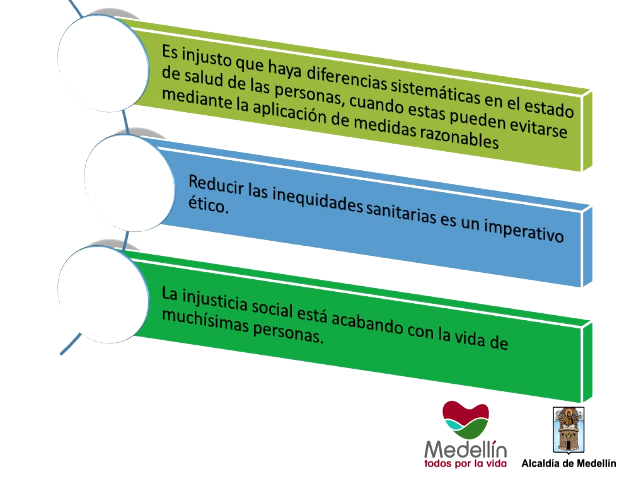 Es injusto que haya diferencias sistemáticas en el estado
de salud de las personas, cuando estas pueden evitarse
mediante la aplicación de medidas razonables
Reducir las inequidades sanitarias es un imperativo
ético.
La injusticia social está acabando con la vida de
muchísimas personas.
Medellín
todos por la vida
Alcaldía de Medellín